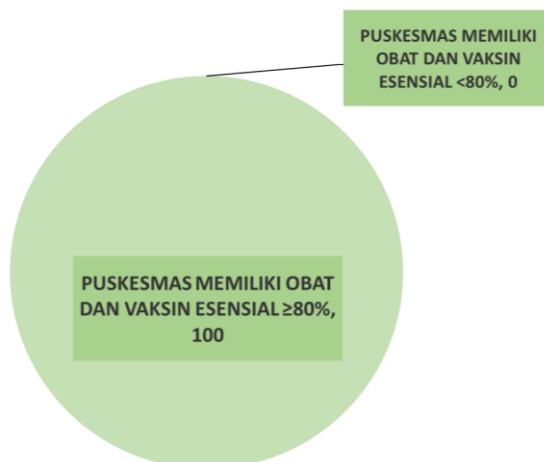 PUSKESMAS MEMILIKI
OBAT DAN VAKSIN
ESENSIAL <80%, 0
PUSKESMAS MEMILIKI OBAT
DAN VAKSIN ESENSIAL ≥80%,
100